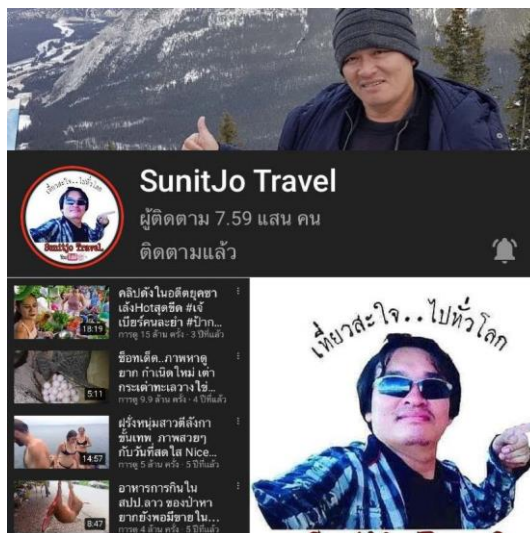 SunitJo Travel
ผู้ติดตาม 7.59 แสน คน
ติดตามแล้ว
เที่ยวสะใจ..ไปทั่วโลก
Sunitjo Travel
คลิปดังในอดีตยุคซา
เล้งHotสุดขีด #เจ้
เบียร์คนละย่า #ป้าก...
การดู 15 ล้าน ครั้ง · 3 ปีที่แล้ว
18:19
ช็อทเด็ด..ภาพหาดู
ยาก กำเนิดใหม่ เต่า
กระเต่าทะเลวางไข่...
การดู 9.9 ล้าน ครั้ง · 4 ปีที่แล้ว
5:11
ฝรั่งหนุ่มสาวตีลังกา
ขั้นเทพ ภาพสวยๆ
กับวันที่สดใส Nice...
การดู 5 ล้าน ครั้ง · 5 ปีที่แล้ว
14:57
อาหารการกินใน
สปป.ลาว ของป่าหา
ยากยังพอมีขาย ใน...
การดู 4 ล้าน ครั้ง · 5 ปีที่แล้ว
8:47
เที่ยวสะใจ..ไปทั่วโลก